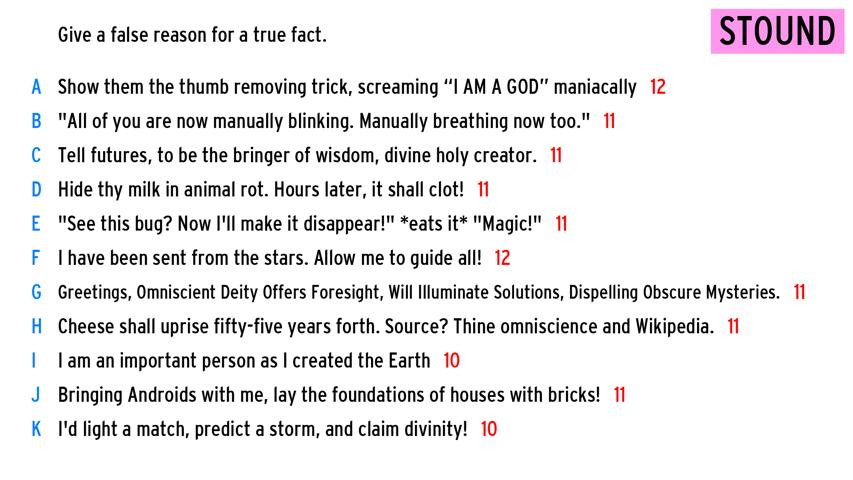 Give a false reason for a true fact.
STOUND
A Show them the thumb removing trick, screaming “I AM A GOD” maniacally 12
B "All of you are now manually blinking. Manually breathing now too." 11
C Tell futures, to be the bringer of wisdom, divine holy creator. 11
D Hide thy milk in animal rot. Hours later, it shall clot! 11
E "See this bug? Now I'll make it disappear!" *eats it* "Magic!" 11
F I have been sent from the stars. Allow me to guide all! 12
G Greetings, Omniscient Deity Offers Foresight, Will Illuminate Solutions, Dispelling Obscure Mysteries. 11
H Cheese shall uprise fifty-five years forth. Source? Thine omniscience and Wikipedia. 11
I I am an important person as I created the Earth 10
J Bringing Androids with me, lay the foundations of houses with bricks! 11
K I'd light a match, predict a storm, and claim divinity! 10